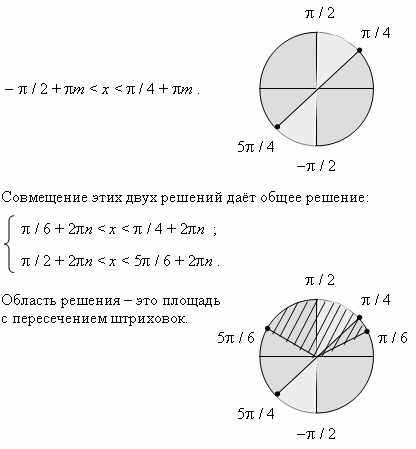 π / 2
π / 4
– π / 2 + πm < x < π / 4 + πm .
5π / 4
–π / 2
Совмещение этих двух решений даёт общее решение:
π / 6 + 2πn < x < π / 4 + 2πn ;
π / 2 + 2πn < x < 5π / 6 + 2πn .
π / 2
Область решения – это площадь
с пересечением штриховок.
π / 4
5π / 6
π / 6
5π / 4
–π / 2